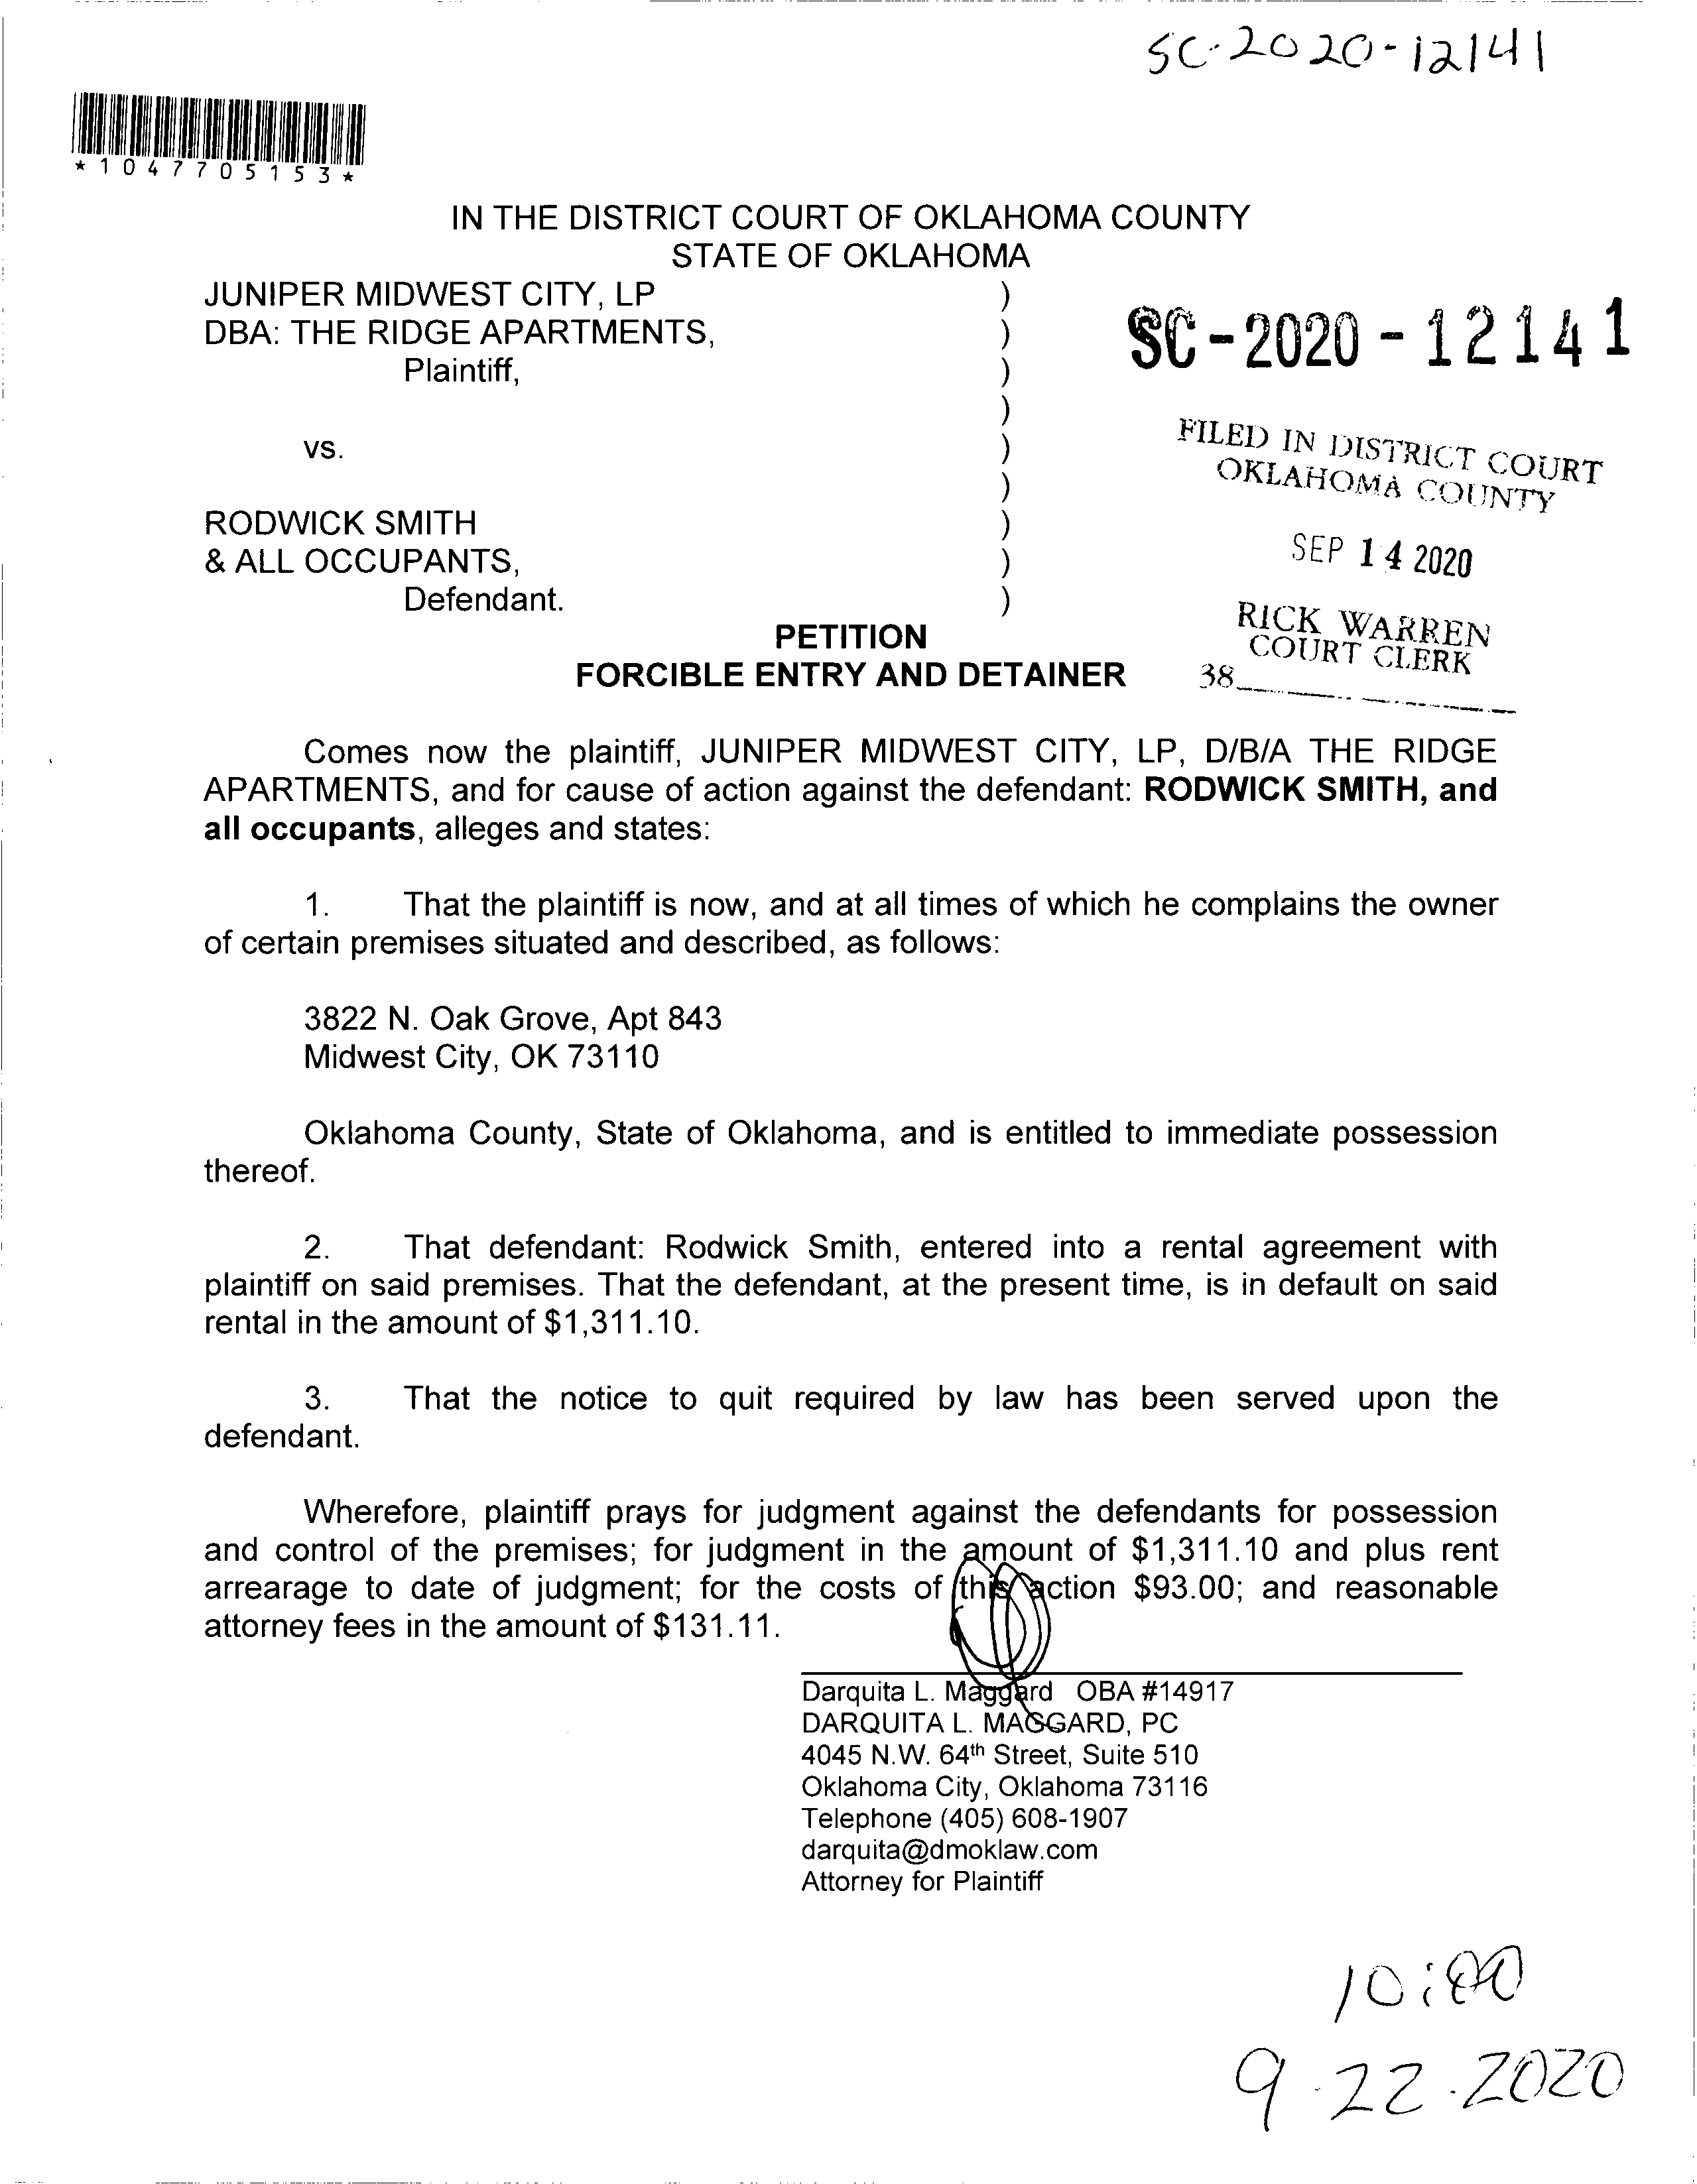 SC-2020-12141
*1047705153*
IN THE DISTRICT COURT OF OKLAHOMA COUNTY
STATE OF OKLAHOMA
JUNIPER MIDWEST CITY, LP )
DBA: THE RIDGE APARTMENTS, ) SC-2020-12141
Plaintiff, )
)
vs. ) FILED IN DISTRICT COURT
) OKLAHOMA COUNTY
RODWICK SMITH )
& ALL OCCUPANTS, ) SEP 14 2020
Defendant. )
RICK WARREN
PETITION
COURT CLERK
FORCIBLE ENTRY AND DETAINER 38
Comes now the plaintiff, JUNIPER MIDWEST CITY, LP, D/B/A THE RIDGE
APARTMENTS, and for cause of action against the defendant: RODWICK SMITH, and
all occupants, alleges and states:
1. That the plaintiff is now, and at all times of which he complains the owner
of certain premises situated and described, as follows:
3822 N. Oak Grove, Apt 843
Midwest City, OK 73110
Oklahoma County, State of Oklahoma, and is entitled to immediate possession
thereof.
2. That defendant: Rodwick Smith, entered into a rental agreement with
plaintiff on said premises. That the defendant, at the present time, is in default on said
rental in the amount of $1,311.10.
3. That the notice to quit required by law has been served upon the
defendant.
Wherefore, plaintiff prays for judgment against the defendants for possession
and control of the premises; for judgment in the amount of $1,311.10 and plus rent
arrearage to date of judgment; for the costs of this action $93.00; and reasonable
attorney fees in the amount of $131.11.
Darquita L. Maggard OBA #14917
DARQUITA L. MAGGARD, PC
4045 N.W. 64th Street, Suite 510
Oklahoma City, Oklahoma 73116
Telephone (405) 608-1907
darquita@dmoklaw.com
Attorney for Plaintiff
10:00
9-22-2020